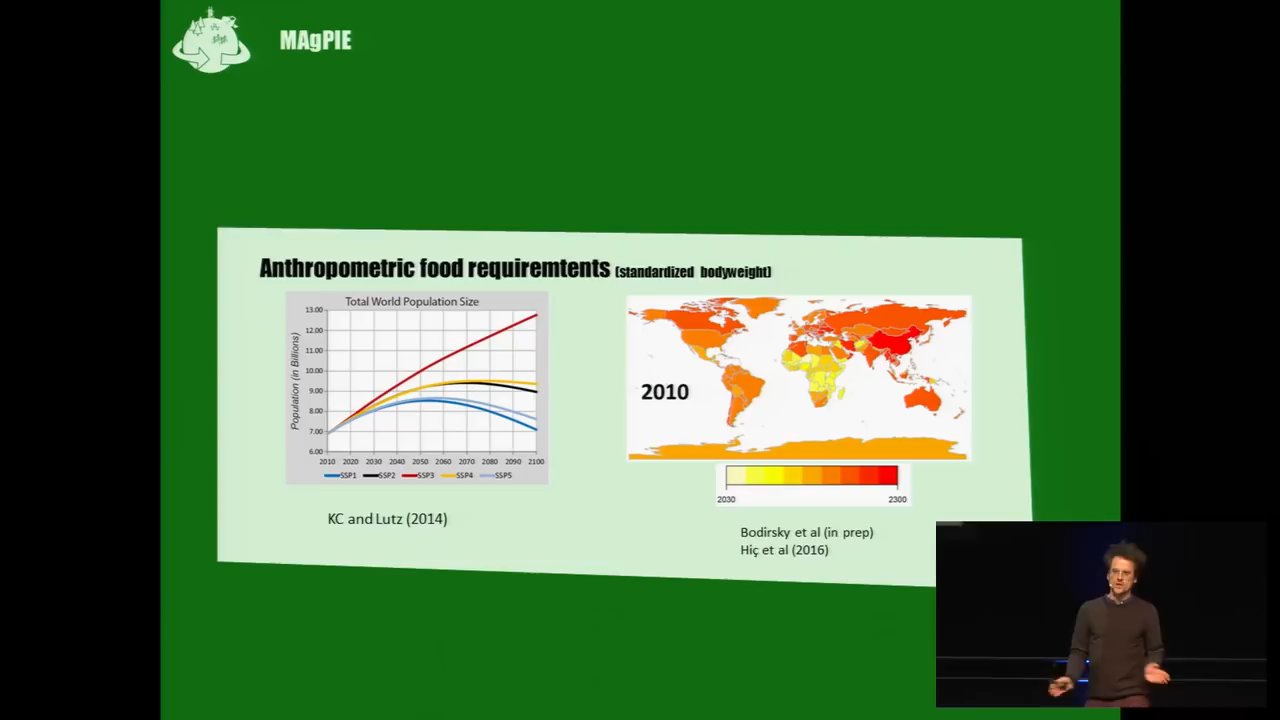 MAgPIE
Anthropometric food requiremtents (standardized bodyweight)
Total World Population Size
Population (in Billions)
13.00
12.00
11.00
10.00
9.00
8.00
7.00
6.00
2010 2020 2030 2040 2050 2060 2070 2080 2090 2100
SSP1 SSP2 SSP3 SSP4 SSP5
KC and Lutz (2014)
2010
2030 2300
Bodirsky et al (in prep)
Hiç et al (2016)